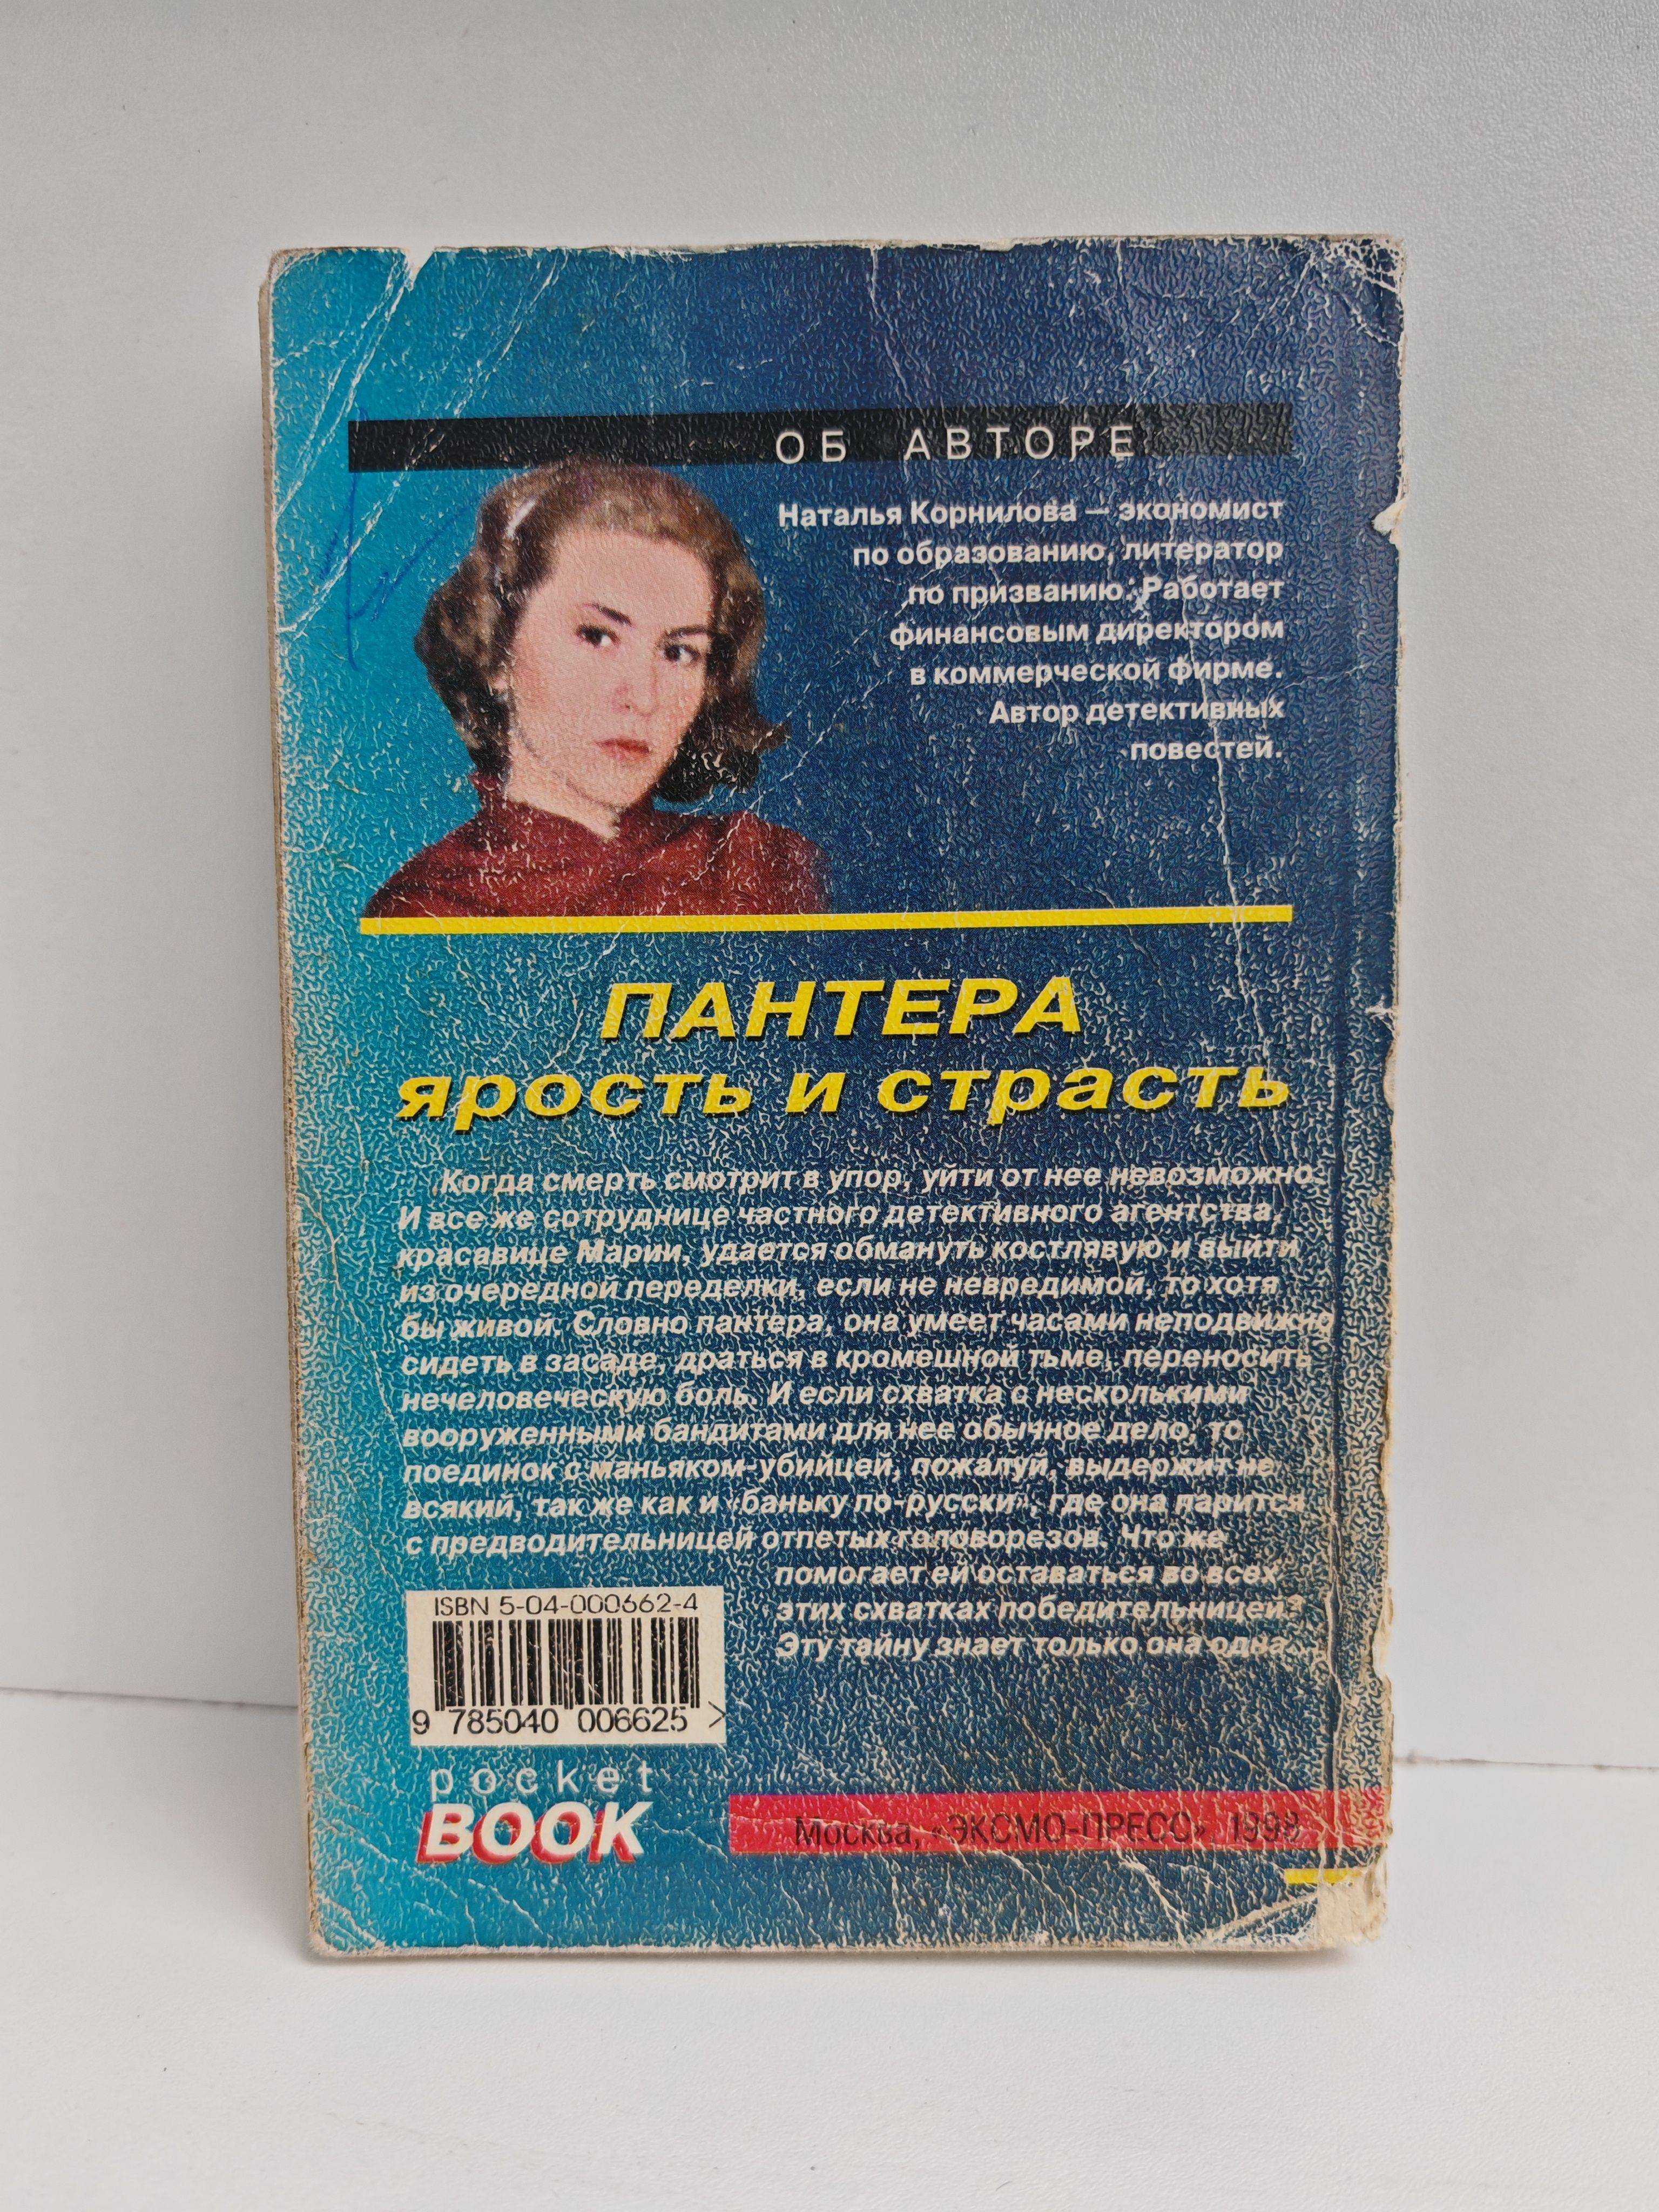 ОБ АВТОРЕ
Наталья Корнилова – экономист
по образованию, литератор
по призванию. Работает
финансовым директором
в коммерческой фирме.
Автор детективных
повестей.
ПАНТЕРА
ярость и страсть
Когда смерть смотрит в упор, уйти от нее невозможно.
И все же сотруднице частного детективного агентства,
красавице Марии, удается обмануть костлявую и выйти
из очередной переделки, если не невредимой, то хотя
бы живой. Словно пантера, она умеет часами неподвижно
сидеть в засаде, драться в кромешной тьме, переносить
нечеловеческую боль. И если схватка с несколькими
вооруженными бандитами для нее обычное дело, то
поединок с маньяком-убийцей, пожалуй, выдержит не
всякий, так же как и «баньку по-русски», где она парится
с предводительницей отпетых головорезов. Что же
помогает ей оставаться во всех
этих схватках победительницей?
Эту тайну знает только она одна.
ISBN 5-04-000662-4
9 785040 006625 >
pocket
BOOK
Москва, «ЭКСМО-ПРЕСС», 1998